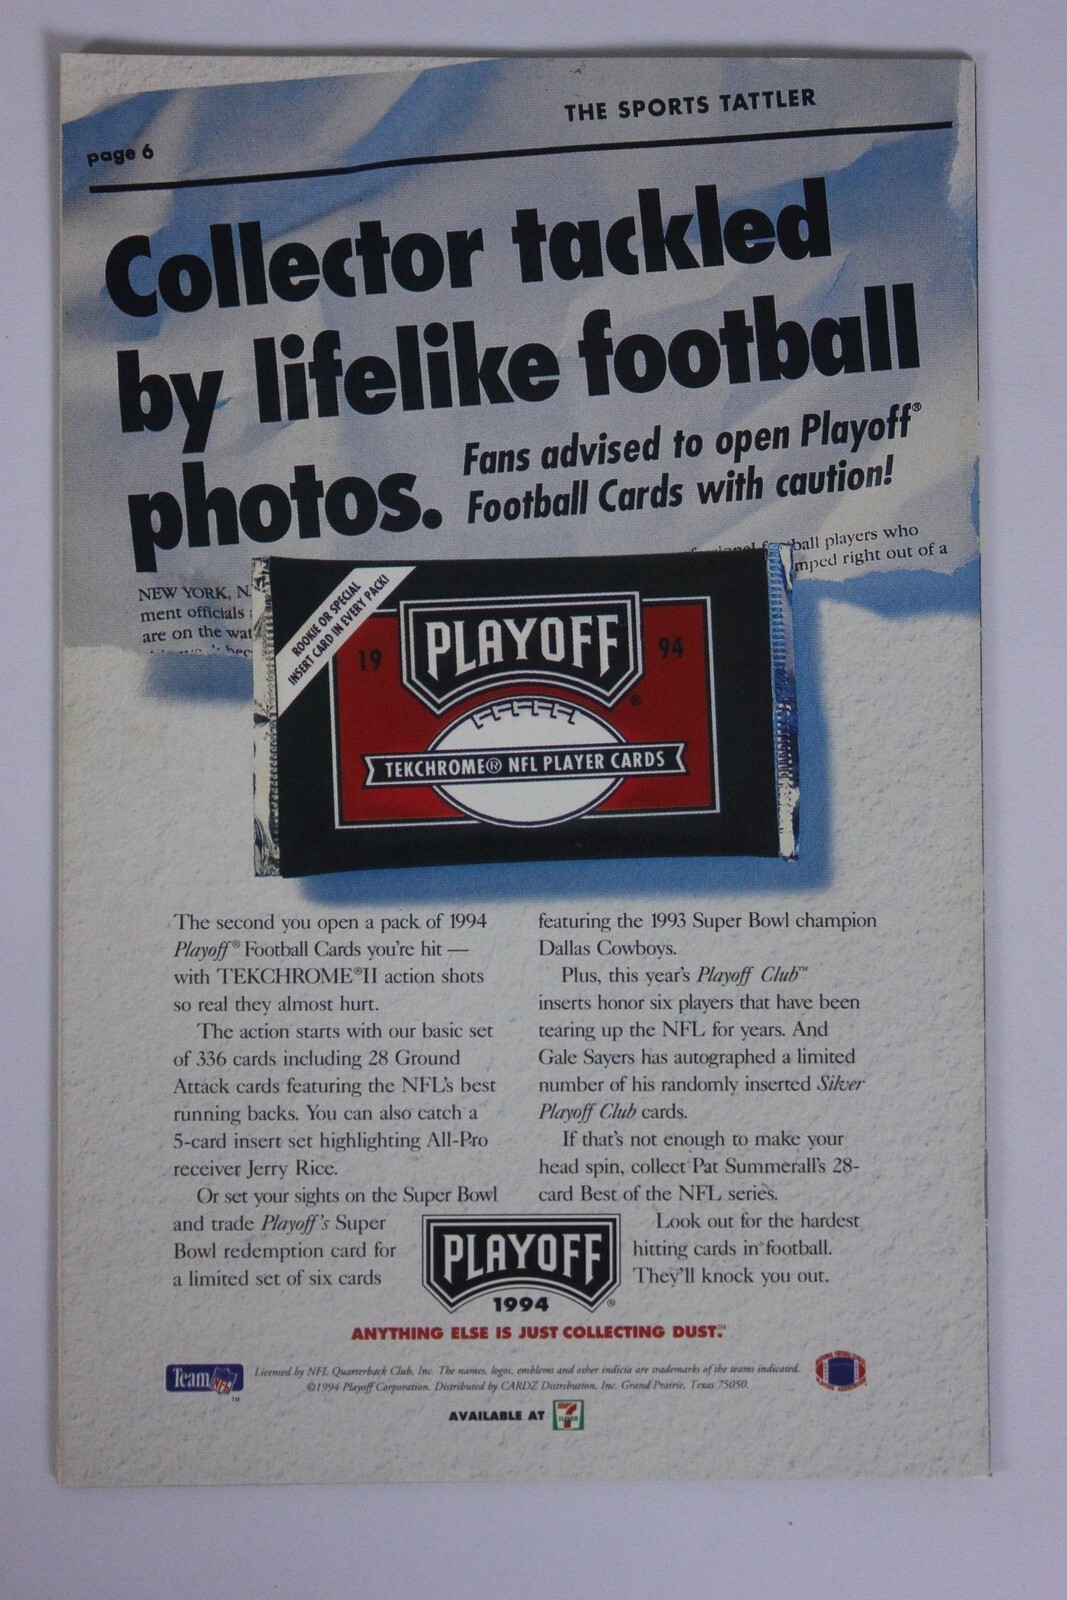 THE SPORTS TATTLER
page 6
Collector tackled
by lifelike football
photos.
Fans advised to open Playoff®
Football Cards with caution!
ball players who
mped right out of a
NEW YORK, N
ment officials
are on the wat
ROOKIE OR SPECIAL
INSERT CARD IN EVERY PACK!
PLAYOFF
19 94
®
TEKCHROME® NFL PLAYER CARDS
The second you open a pack of 1994
Playoff® Football Cards you're hit —
with TEKCHROME®II action shots
so real they almost hurt.
The action starts with our basic set
of 336 cards including 28 Ground
Attack cards featuring the NFL's best
running backs. You can also catch a
5-card insert set highlighting All-Pro
receiver Jerry Rice.
Or set your sights on the Super Bowl
and trade Playoff's Super
Bowl redemption card for
a limited set of six cards
featuring the 1993 Super Bowl champion
Dallas Cowboys.
Plus, this year's Playoff Club™
inserts honor six players that have been
tearing up the NFL for years. And
Gale Sayers has autographed a limited
number of his randomly inserted Silver
Playoff Club cards.
If that's not enough to make your
head spin, collect Pat Summerall's 28-
card Best of the NFL series.
Look out for the hardest
hitting cards in football.
They'll knock you out.
PLAYOFF
1994 ®
ANYTHING ELSE IS JUST COLLECTING DUST.™
Team NFL ™
Licensed by NFL Quarterback Club, Inc. The names, logos, emblems and other indicia are trademarks of the teams indicated.
©1994 Playoff Corporation. Distributed by CARDZ Distribution, Inc. Grand Prairie, Texas 75050.
AVAILABLE AT 7 ELEVEN